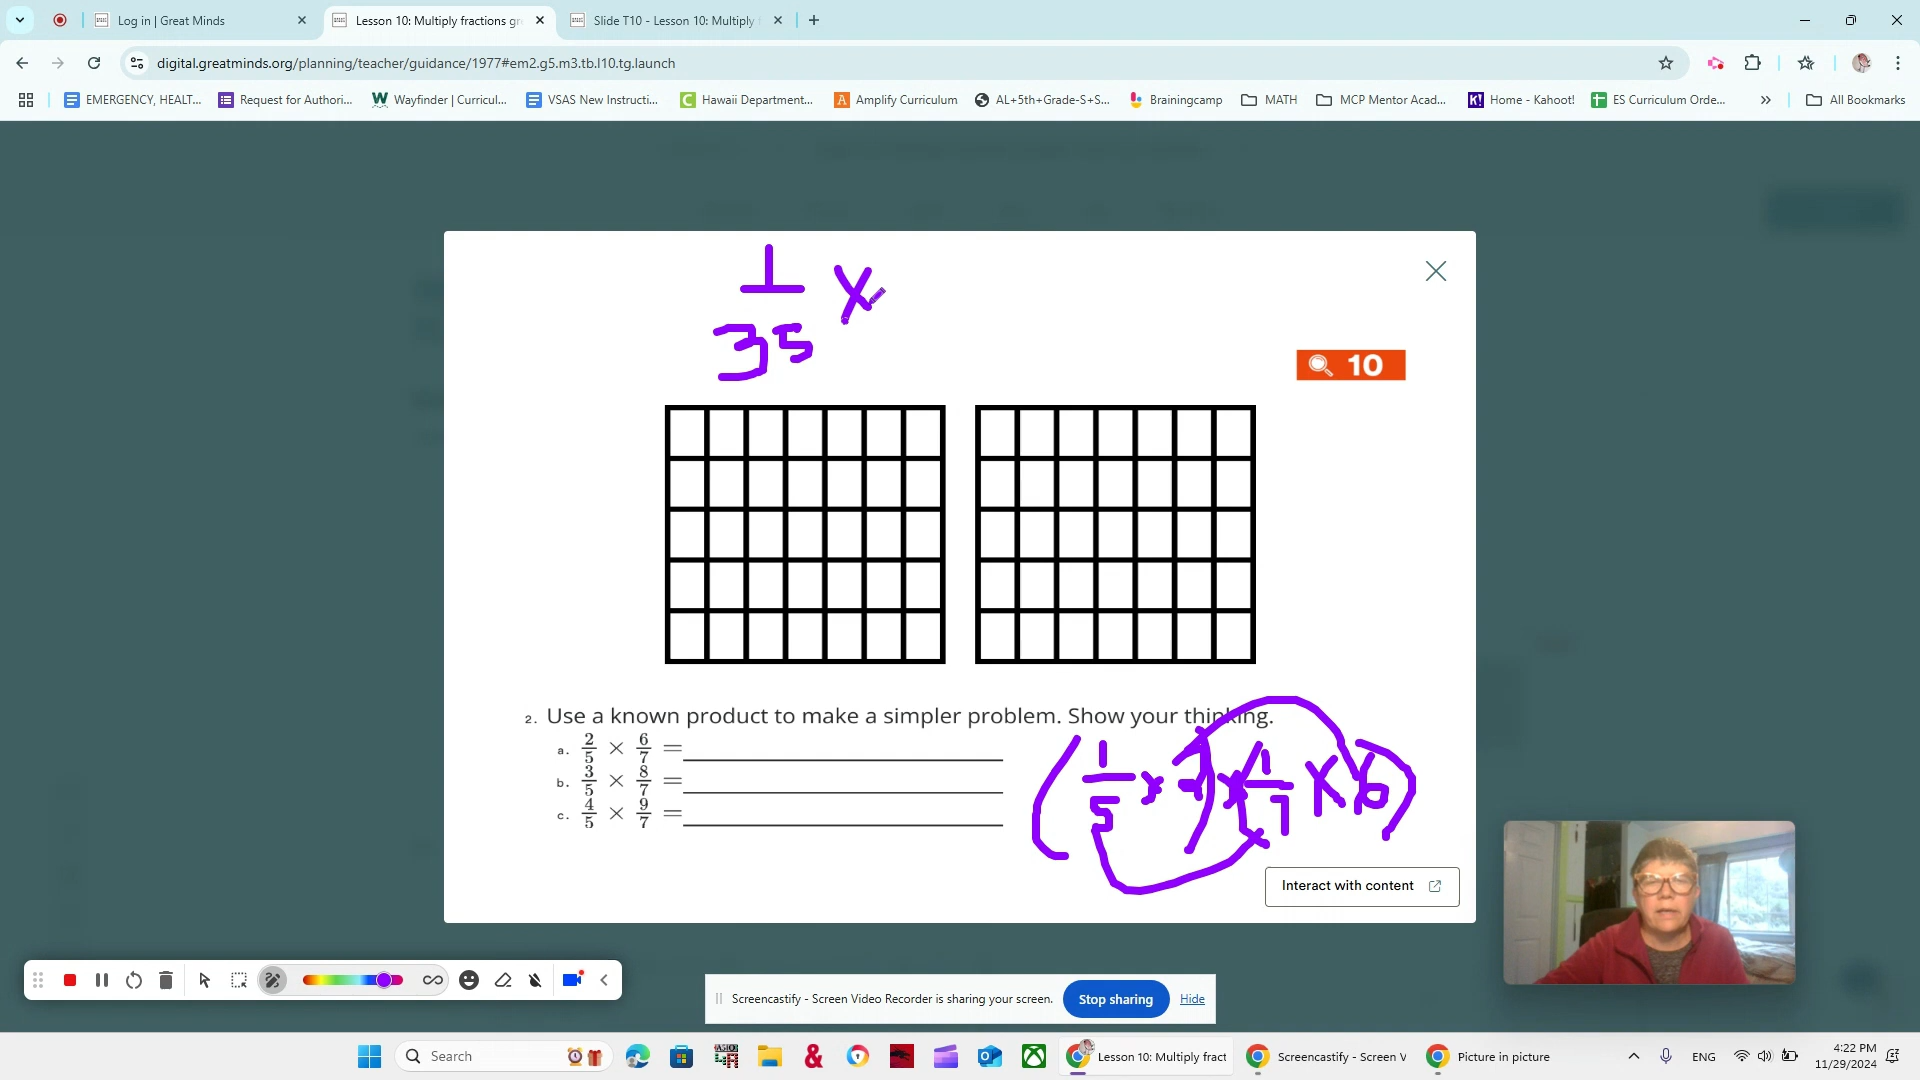 Log in | Great Minds
Lesson 10: Multiply fractions gr
Slide T10 - Lesson 10: Multiply f
digital.greatminds.org/planning/teacher/guidance/1977#em2.g5.m3.tb.l10.tg.launch
EMERGENCY, HEALT...
Request for Authori...
Wayfinder | Curricul...
VSAS New Instructi...
Hawaii Department...
Amplify Curriculum
AL+5th+Grade-S+S...
Brainingcamp
MATH
MCP Mentor Acad...
Home - Kahoot!
ES Curriculum Orde...
All Bookmarks
1/35 X
10
2. Use a known product to make a simpler problem. Show your thinking.
a. 2/5 × 6/7 =
b. 3/5 × 8/7 =
c. 4/5 × 9/7 =
Interact with content
Screencastify - Screen Video Recorder is sharing your screen.
Stop sharing
Hide
Search
Lesson 10: Multiply fract
Screencastify - Screen V
Picture in picture
ENG
4:22 PM
11/29/2024